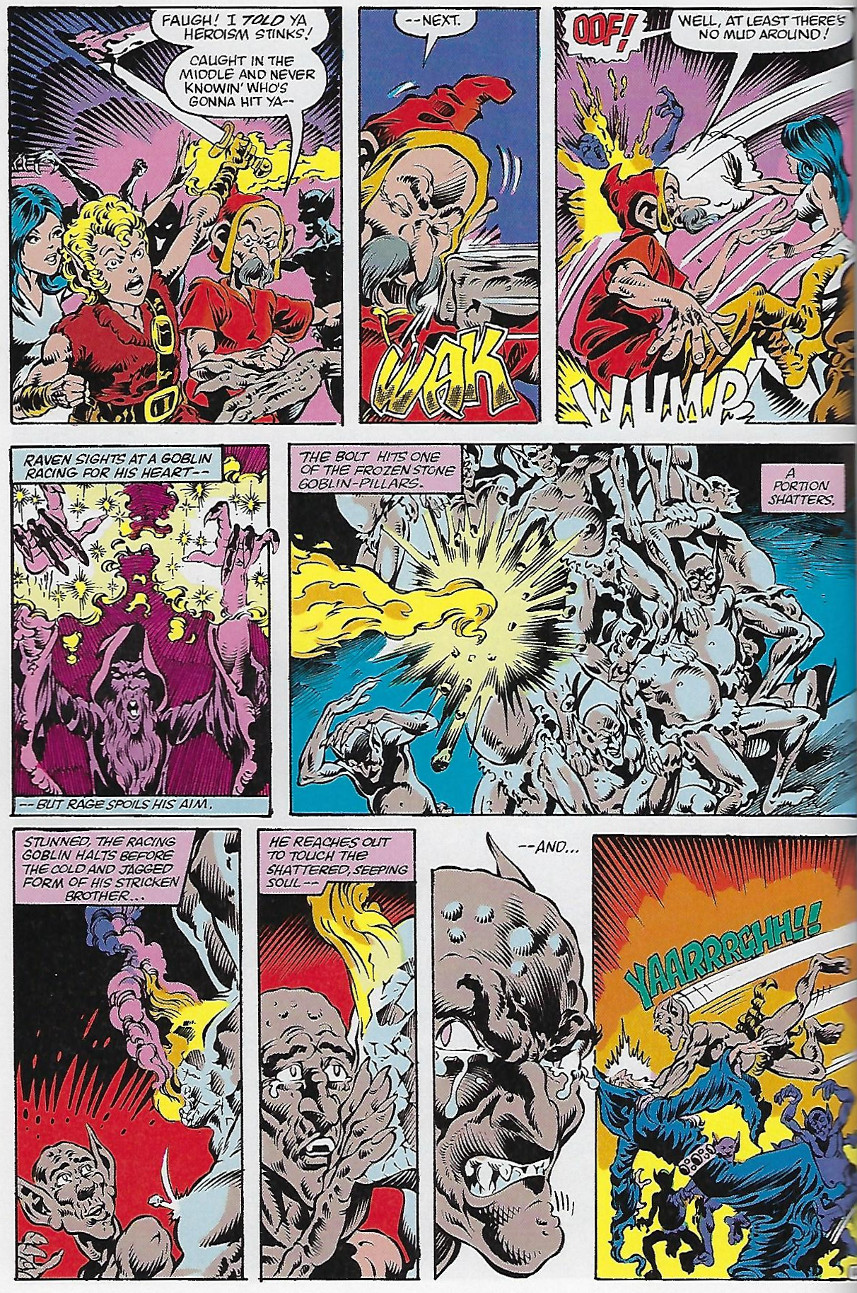 FAUGH! I TOLD YA
HEROISM STINKS!
CAUGHT IN THE
MIDDLE AND NEVER
KNOWIN' WHO'S
GONNA HIT YA--
--NEXT.
WAK
OOF!
WELL, AT LEAST THERE'S
NO MUD AROUND!
WUMP!
RAVEN SIGHTS AT A GOBLIN
RACING FOR HIS HEART--
--BUT RAGE SPOILS HIS AIM.
THE BOLT HITS ONE
OF THE FROZEN STONE
GOBLIN-PILLARS.
A
PORTION
SHATTERS.
STUNNED, THE RACING
GOBLIN HALTS BEFORE
THE COLD AND JAGGED
FORM OF HIS STRICKEN
BROTHER...
HE REACHES OUT
TO TOUCH THE
SHATTERED, SEEPING
SOUL--
--AND...
YAARRRGHH!!